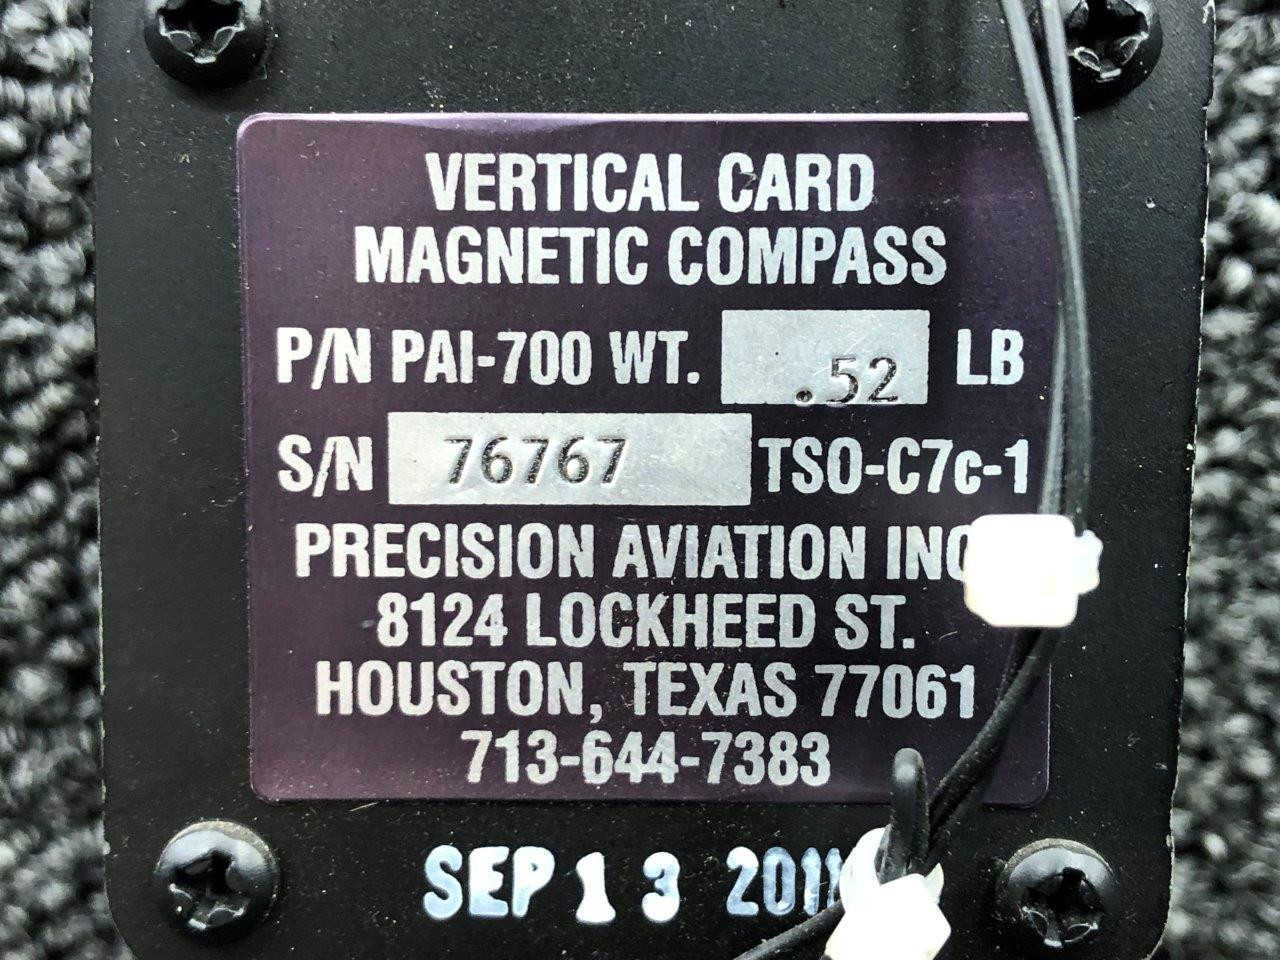 VERTICAL CARD
MAGNETIC COMPASS
P/N PAI-700 WT. .52 LB
S/N 76767 TSO-C7c-1
PRECISION AVIATION INC
8124 LOCKHEED ST.
HOUSTON, TEXAS 77061
713-644-7383
SEP 13 2011